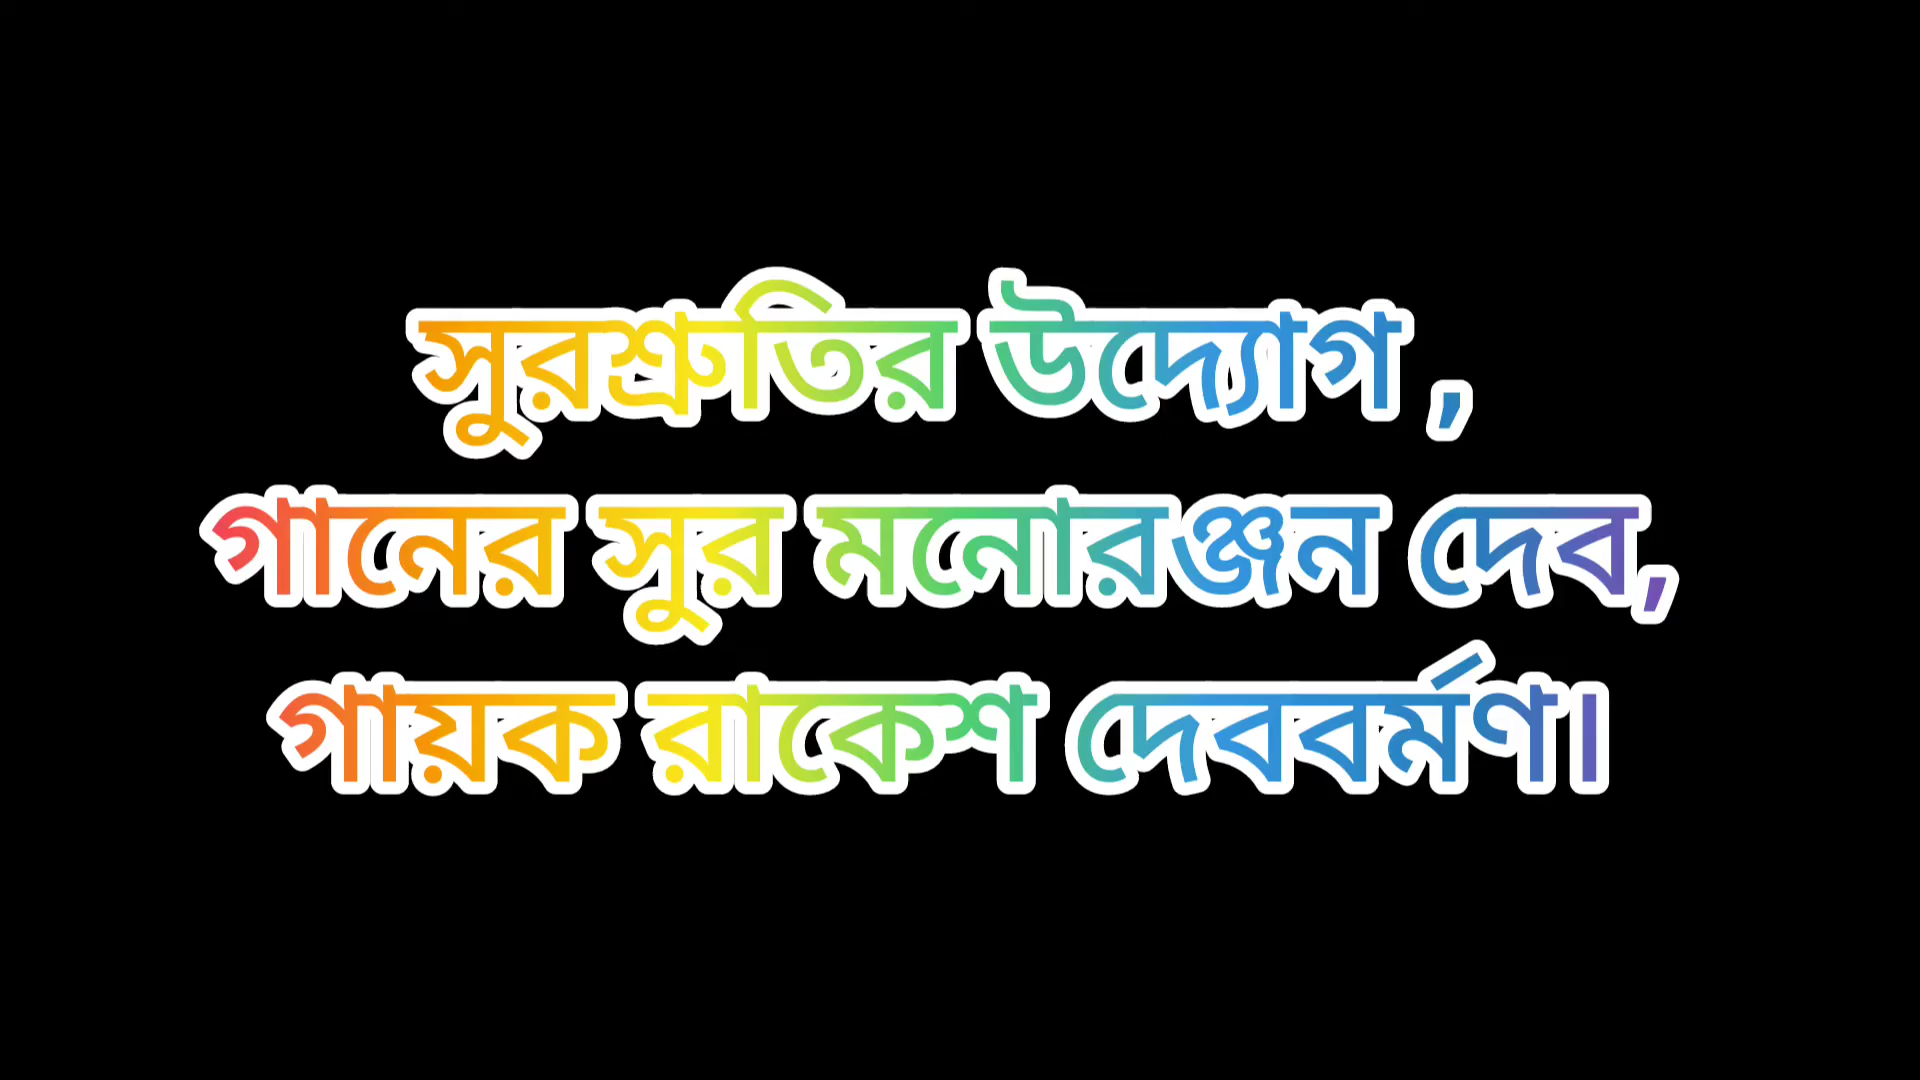 সুরশ্রুতির উদ্যোগ ,
গানের সুর মনোরঞ্জন দেব,
গায়ক রাকেশ দেববর্মণ।